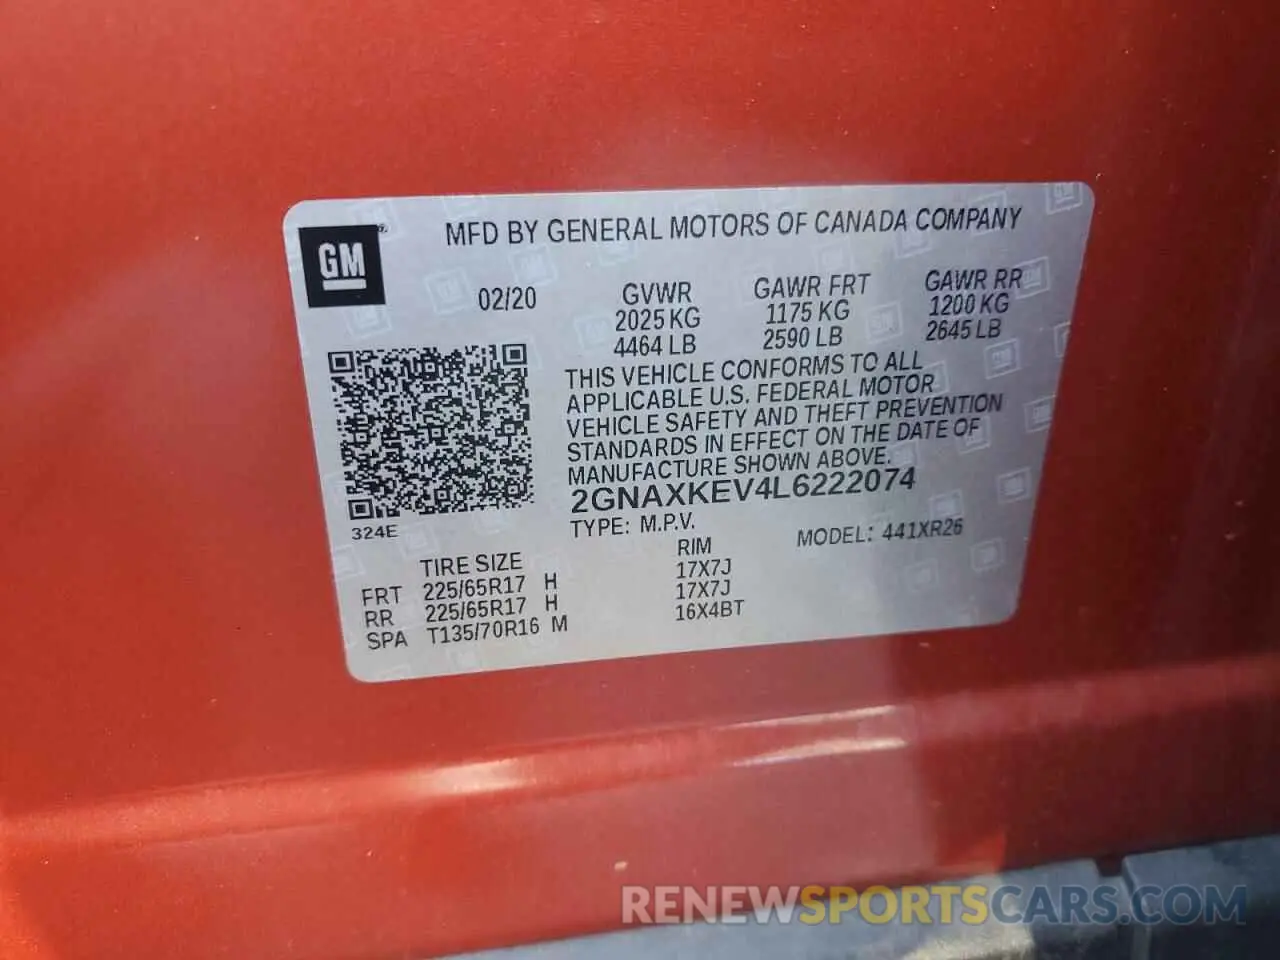 GM
MFD BY GENERAL MOTORS OF CANADA COMPANY
02/20
GVWR
2025 KG
4464 LB
GAWR FRT
1175 KG
2590 LB
GAWR RR
1200 KG
2645 LB
THIS VEHICLE CONFORMS TO ALL
APPLICABLE U.S. FEDERAL MOTOR
VEHICLE SAFETY AND THEFT PREVENTION
STANDARDS IN EFFECT ON THE DATE OF
MANUFACTURE SHOWN ABOVE.
2GNAXKEV4L6222074
324E
TYPE: M.P.V.
MODEL: 441XR26
TIRE SIZE RIM
FRT 225/65R17 H 17X7J
RR 225/65R17 H 17X7J
SPA T135/70R16 M 16X4BT
RENEWSPORTSCARS.COM